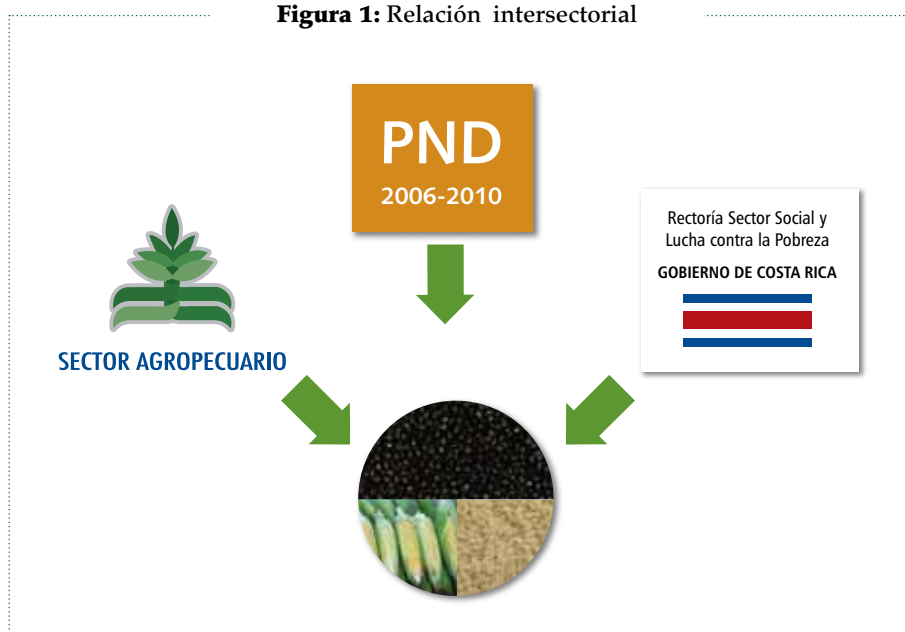 Figura 1: Relación intersectorial
PND
2006-2010
Rectoría Sector Social y
Lucha contra la Pobreza
GOBIERNO DE COSTA RICA
SECTOR AGROPECUARIO